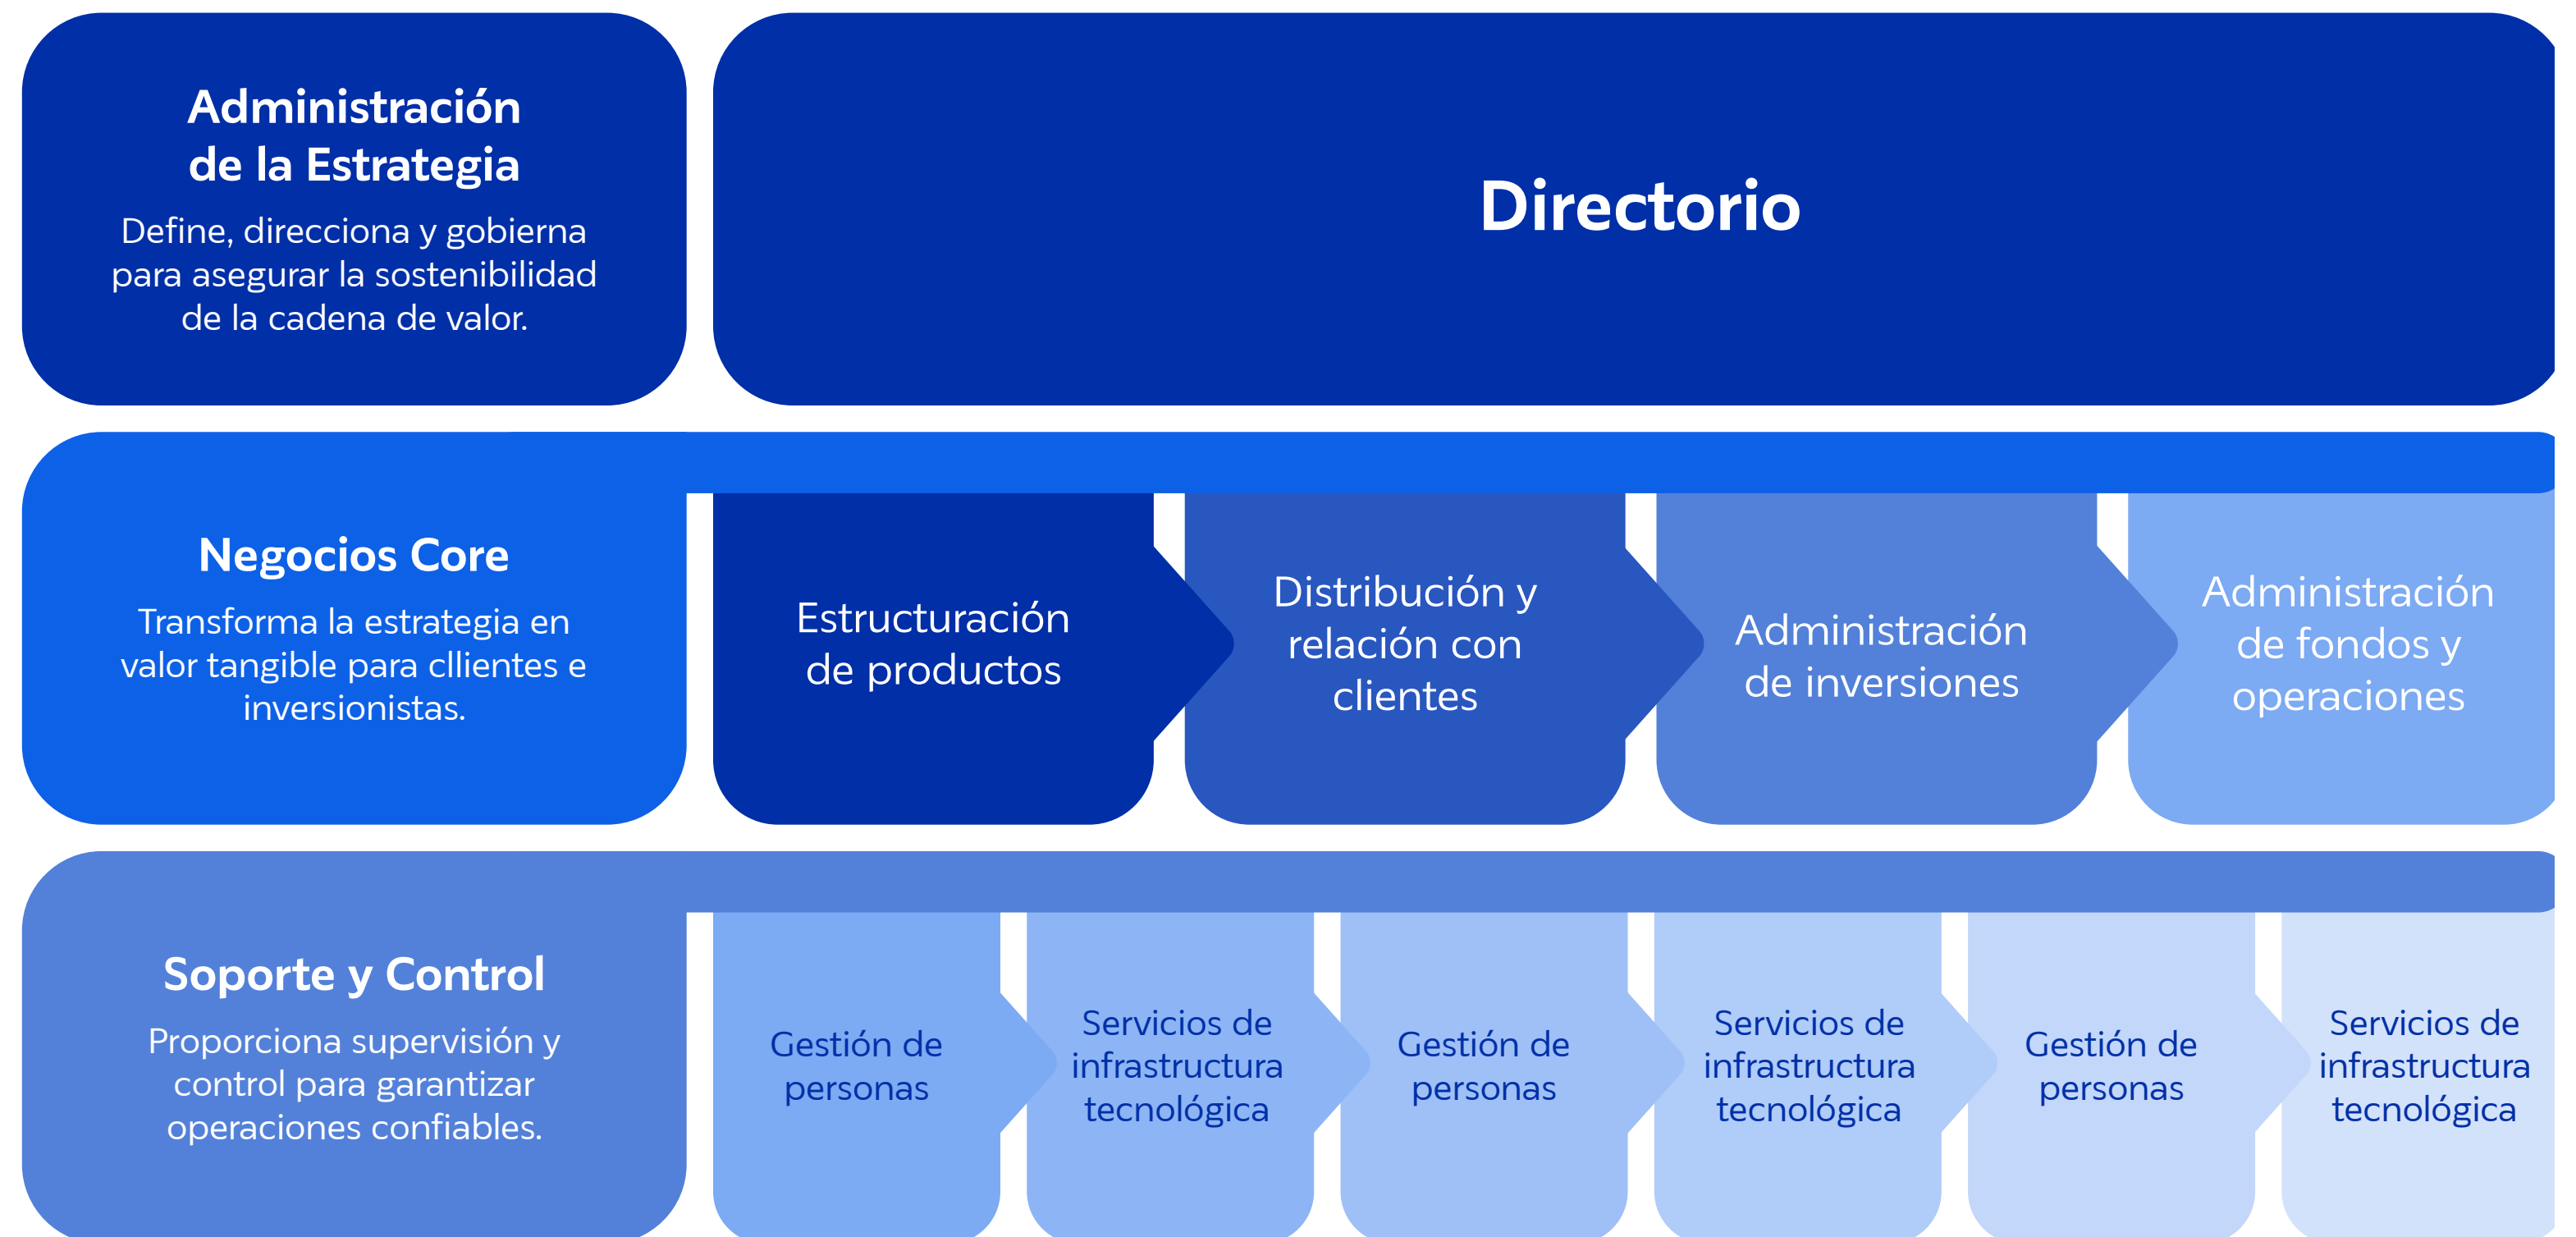 Administración
de la Estrategia
Define, direcciona y gobierna
para asegurar la sostenibilidad
de la cadena de valor.
Directorio
Negocios Core
Transforma la estrategia en
valor tangible para cllientes e
inversionistas.
Estructuración
de productos
Distribución y
relación con
clientes
Administración
de inversiones
Administración
de fondos y
operaciones
Soporte y Control
Proporciona supervisión y
control para garantizar
operaciones confiables.
Gestión de
personas
Servicios de
infrastructura
tecnológica
Gestión de
personas
Servicios de
infrastructura
tecnológica
Gestión de
personas
Servicios de
infrastructura
tecnológica